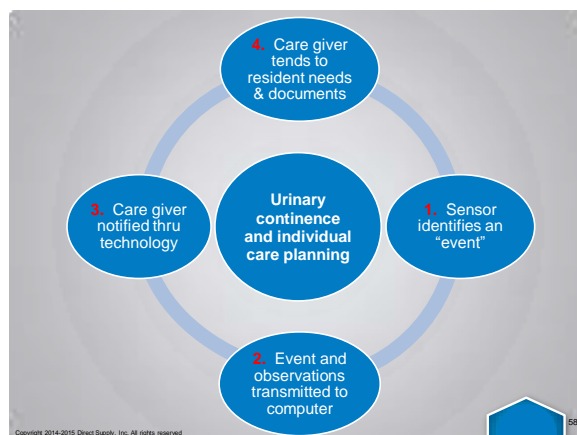 4. Care giver
tends to
resident needs
& documents
3. Care giver
notified thru
technology
Urinary
continence
and individual
care planning
1. Sensor
identifies an
“event”
2. Event and
observations
transmitted to
computer
Copyright 2014-2015 Direct Supply, Inc. All rights reserved
58